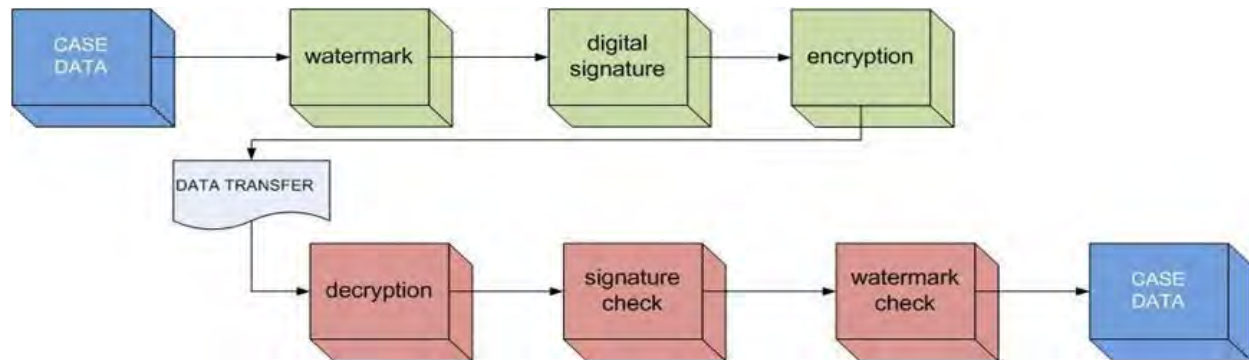 CASE
DATA
watermark
digital
signature
encryption
DATA TRANSFER
decryption
signature
check
watermark
check
CASE
DATA